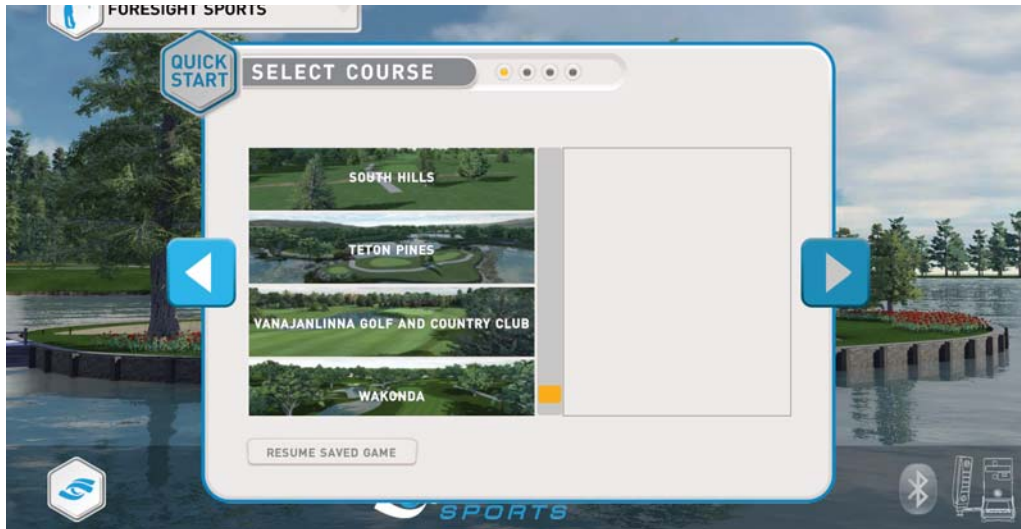 FORESIGHT SPORTS
QUICK
START
SELECT COURSE
SOUTH HILLS
TETON PINES
VANAJANLINNA GOLF AND COUNTRY CLUB
WAKONDA
RESUME SAVED GAME
SPORTS